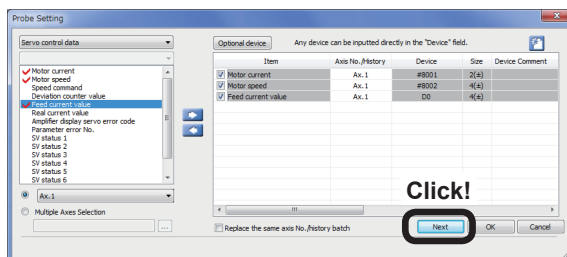 Probe Setting
Servo control data
Motor current
Motor speed
Speed command
Deviation counter value
Feed current value
Real current value
Amplifier display servo error code
Parameter error No.
SV status 1
SV status 2
SV status 3
SV status 4
SV status 5
SV status 6
Ax.1
Multiple Axes Selection
...
Optional device
Any device can be inputted directly in the "Device" field.
Item Axis No./History Device Size Device Comment
Motor current Ax.1 #8001 2(±)
Motor speed Ax.1 #8002 4(±)
Feed current value Ax.1 D0 4(±)
Click!
Replace the same axis No./history batch
Next
OK
Cancel